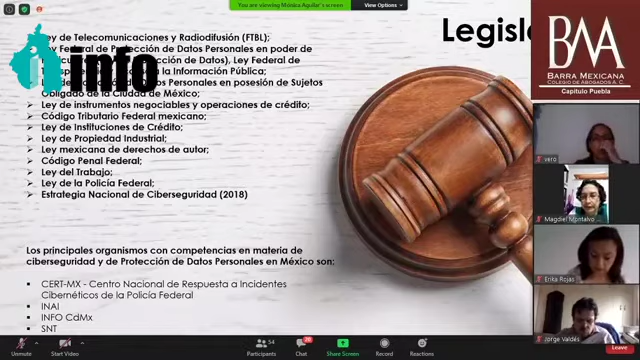 You are viewing Mónica Aguilar's screen View Options
Ley de Telecomunicaciones y Radiodifusión (FTBL);
Ley Federal de Protección de Datos Personales en poder de
Protección de Datos), Ley Federal de
a la Información Pública;
Datos Personales en posesión de Sujetos
Obligado de la Ciudad de México;
Ley de instrumentos negociables y operaciones de crédito;
Código Tributario Federal mexicano;
Ley de Instituciones de Crédito;
Ley de Propiedad Industrial;
Ley mexicana de derechos de autor;
Código Penal Federal;
Ley del Trabajo;
Ley de la Policía Federal;
Estrategia Nacional de Ciberseguridad (2018)
info
Los principales organismos con competencias en materia de
ciberseguridad y de Protección de Datos Personales en México son;
CERT-MX - Centro Nacional de Respuesta a Incidentes
Cibernéticos de la Policía Federal
INAI
INFO CdMx
SNT
BMA
BARRA MEXICANA
COLEGIO DE ABOGADOS A. C.
Capítulo Puebla
vero
Magdiel Montalvo
Erika Rojas
Jorge Valdés
Unmute
Start Video
54
Participants
Chat
Share Screen
Record
Reactions
Leave